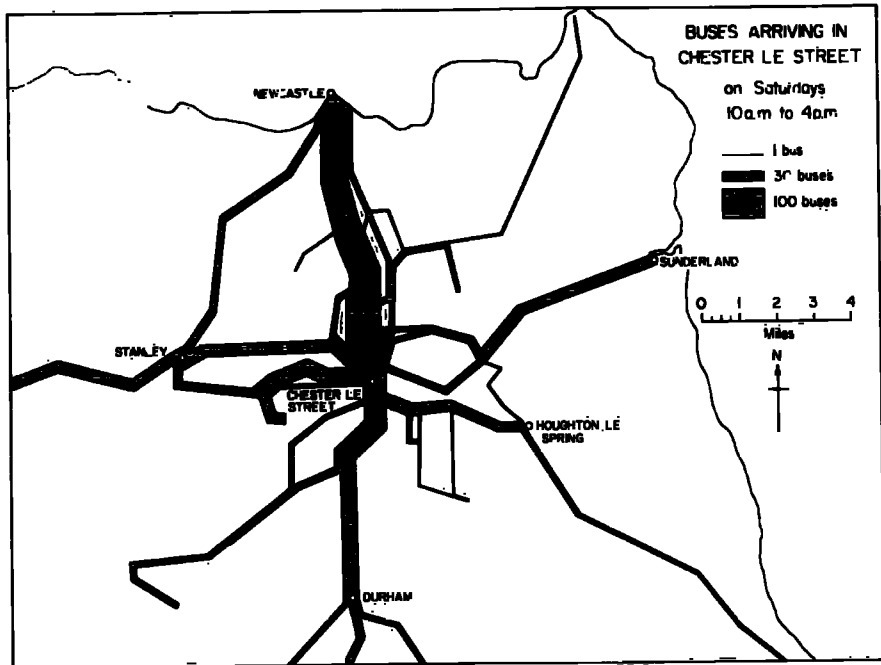 BUSES ARRIVING IN
CHESTER LE STREET
on Saturdays
10a.m to 4p.m
1 bus
30 buses
100 buses
NEWCASTLE
SUNDERLAND
0 1 2 3 4
Miles
N
STANLEY
CHESTER LE
STREET
HOUGHTON LE
SPRING
DURHAM